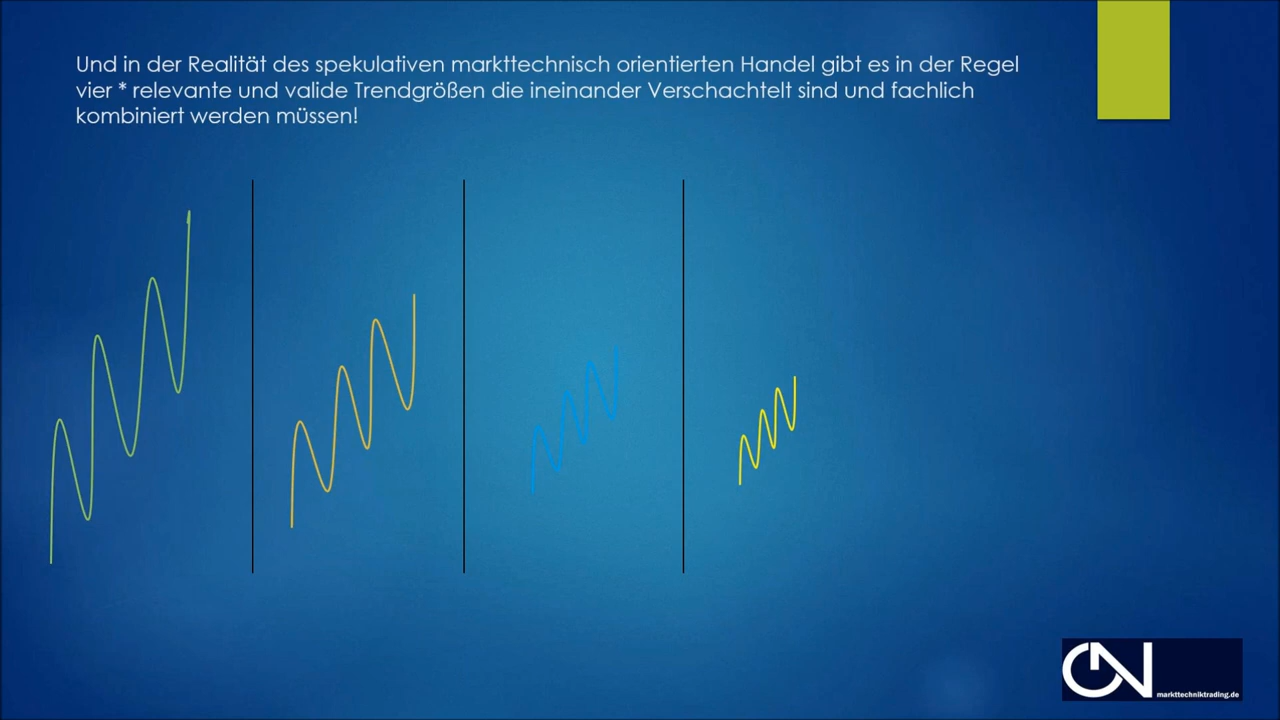 Und in der Realität des spekulativen markttechnisch orientierten Handel gibt es in der Regel
vier * relevante und valide Trendgrößen die ineinander Verschachtelt sind und fachlich
kombiniert werden müssen!
CN
markttechniktrading.de